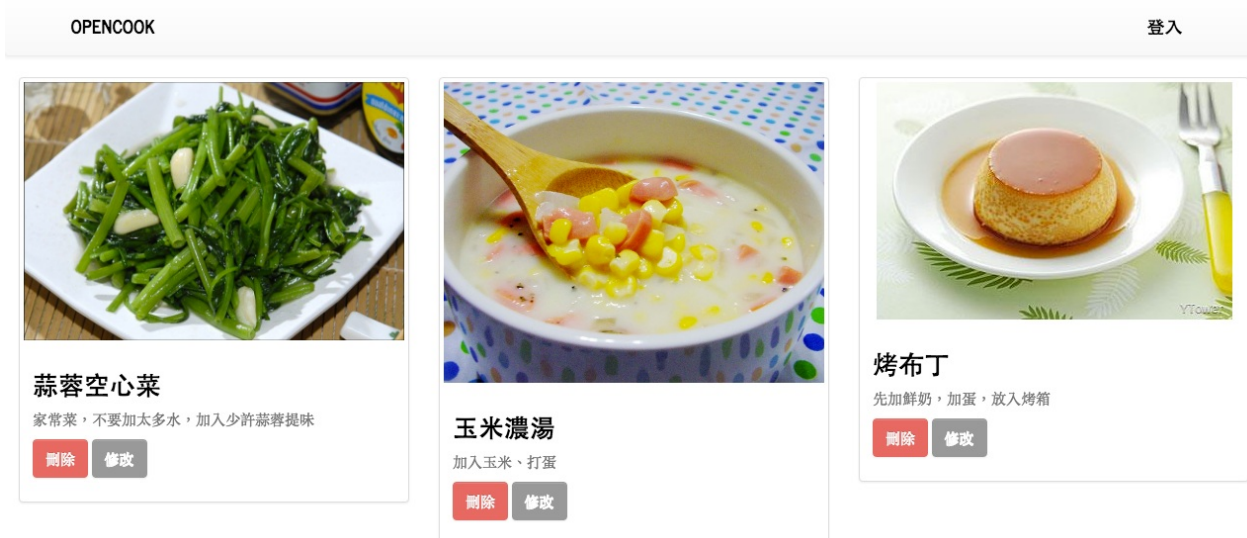 OPENCOOK
登入
蒜蓉空心菜
家常菜，不要加太多水，加入少許蒜蓉提味
刪除
修改
玉米濃湯
加入玉米、打蛋
刪除
修改
YTower
烤布丁
先加鮮奶，加蛋，放入烤箱
刪除
修改